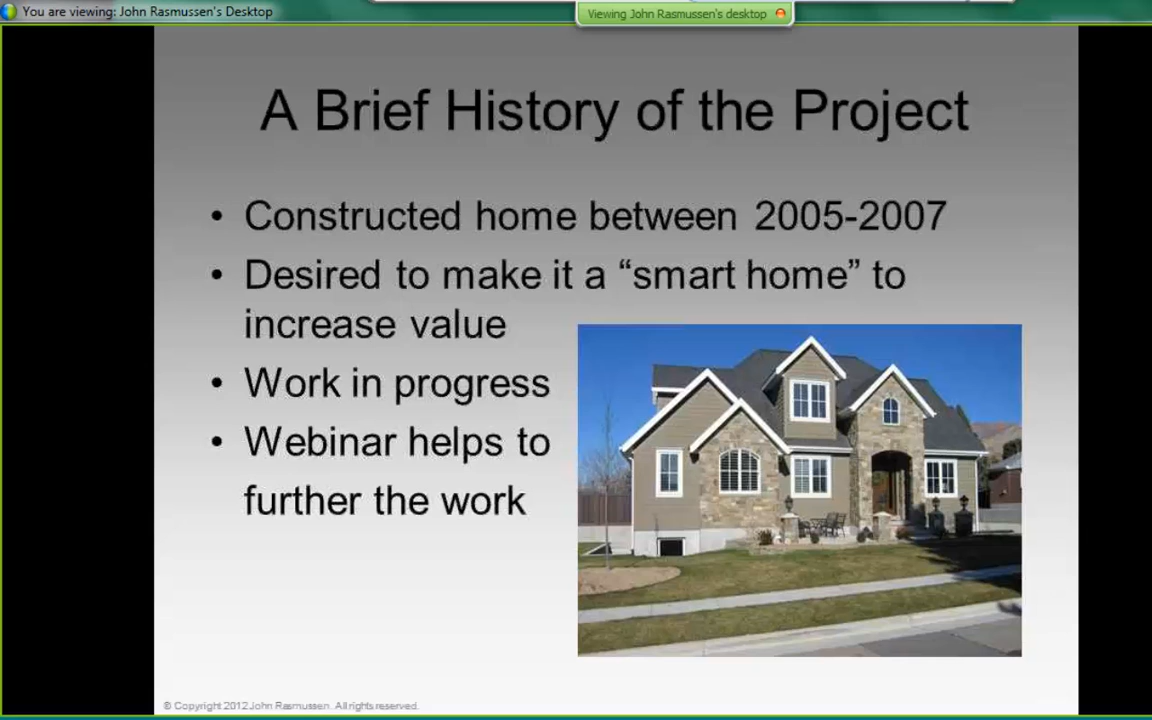 You are viewing: John Rasmussen's Desktop
Viewing John Rasmussen's desktop
A Brief History of the Project
• Constructed home between 2005-2007
• Desired to make it a “smart home” to
increase value
• Work in progress
• Webinar helps to
further the work
© Copyright 2012 John Rasmussen. All rights reserved.